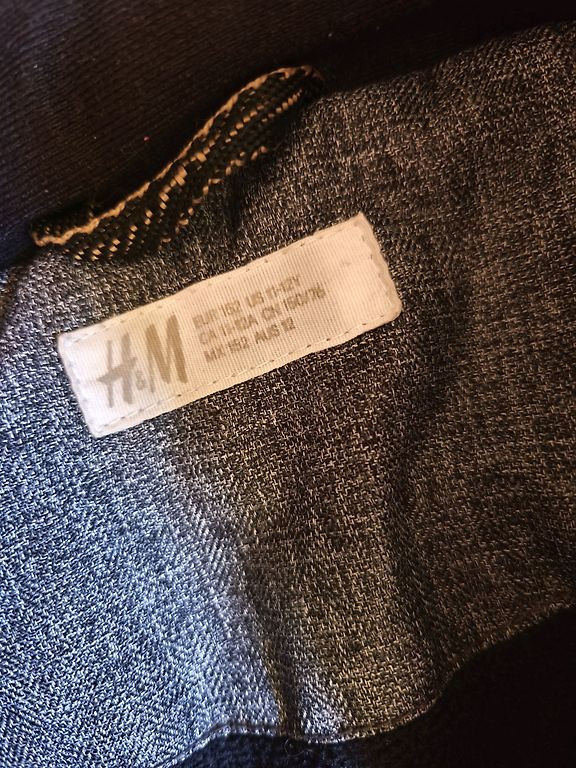 H&M
EUR 152 US 11-12Y
CA 11-12A CN 150/76
MX 152 AUS 12